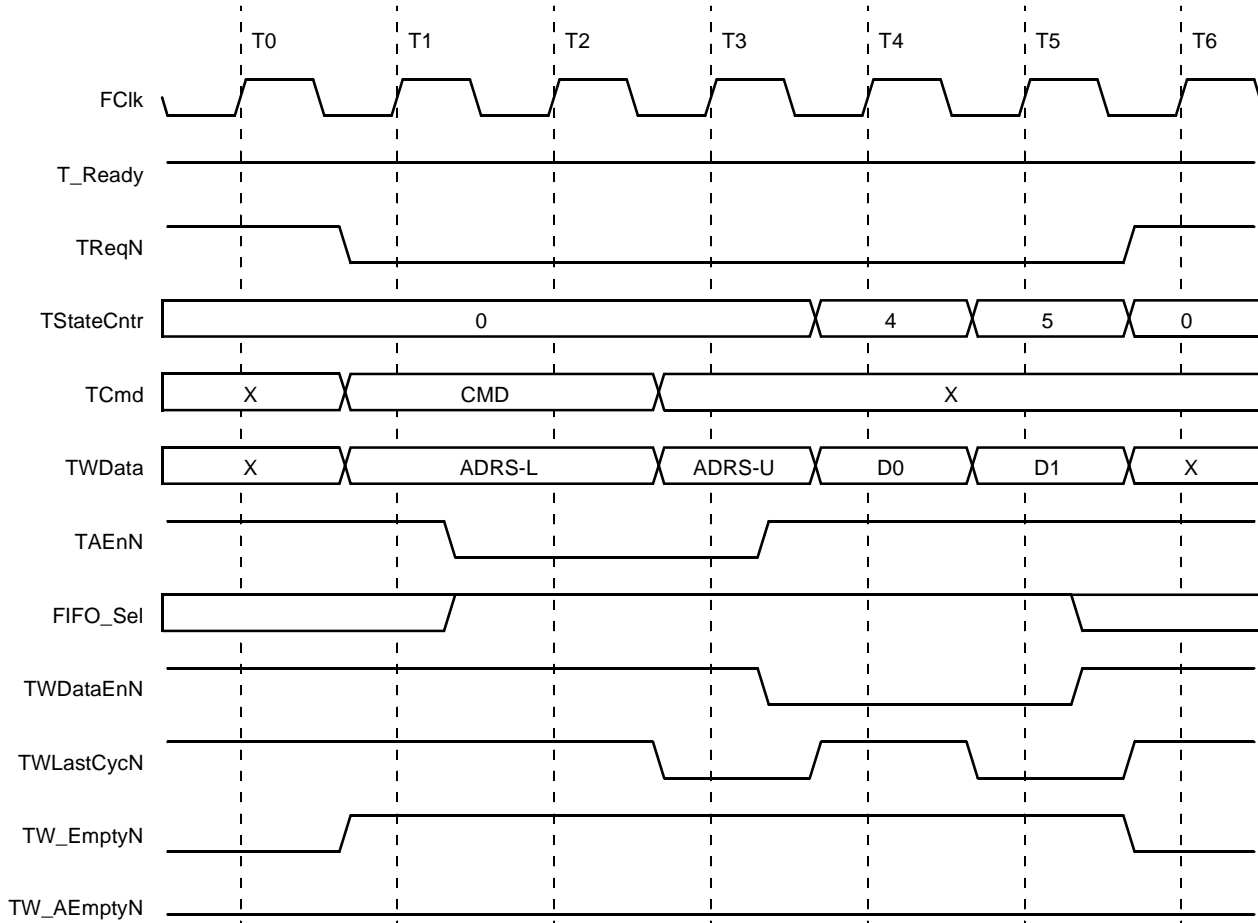 T0 T1 T2 T3 T4 T5 T6
FClk
T_Ready
TReqN
TStateCntr 0 4 5 0
TCmd X CMD X
TWData X ADRS-L ADRS-U D0 D1 X
TAEnN
FIFO_Sel
TWDataEnN
TWLastCycN
TW_EmptyN
TW_AEmptyN